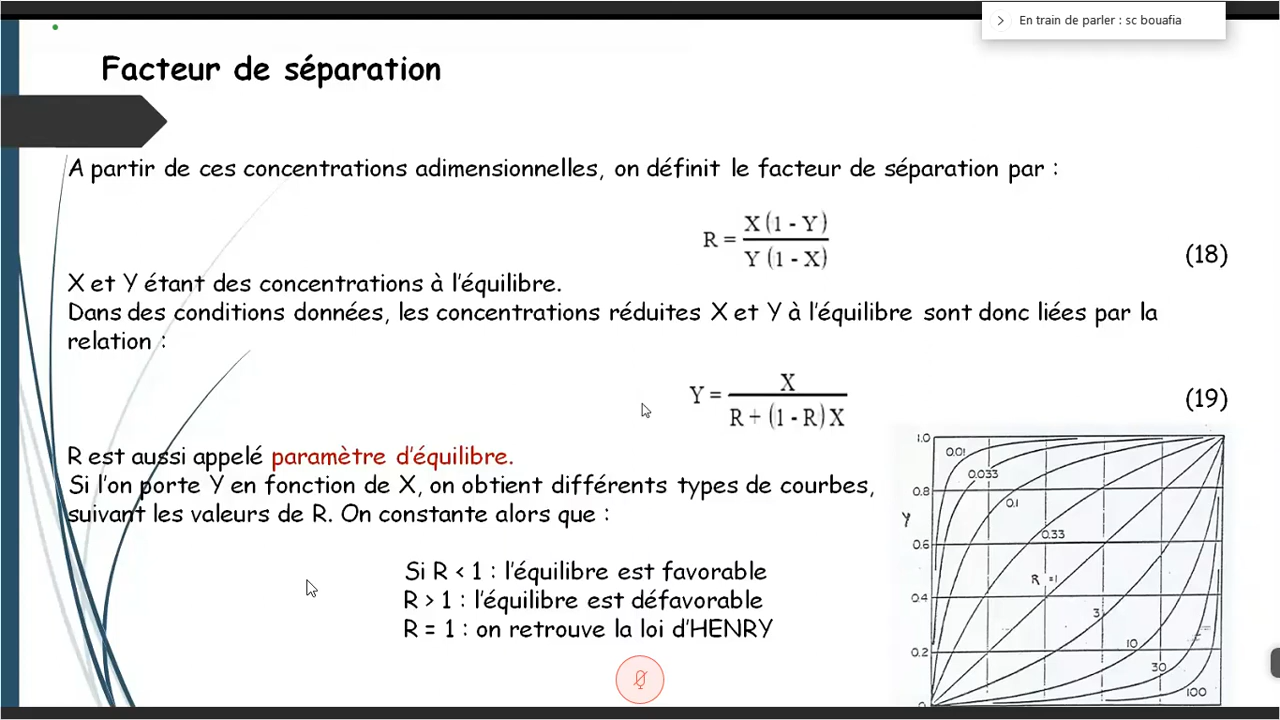 En train de parler : sc bouafia
Facteur de séparation
A partir de ces concentrations adimensionnelles, on définit le facteur de séparation par :
R = X (1 - Y) / Y (1 - X)
(18)
X et Y étant des concentrations à l'équilibre.
Dans des conditions données, les concentrations réduites X et Y à l'équilibre sont donc liées par la
relation :
Y = X / R + (1 - R) X
(19)
R est aussi appelé paramètre d'équilibre.
Si l'on porte Y en fonction de X, on obtient différents types de courbes,
suivant les valeurs de R. On constante alors que :
Si R < 1 : l'équilibre est favorable
R > 1 : l'équilibre est défavorable
R = 1 : on retrouve la loi d'HENRY
1.0
0.01
0.033
0.8
0.1
Y
0.33
0.6
R = 1
0.4
3
10
0.2
30
100
0